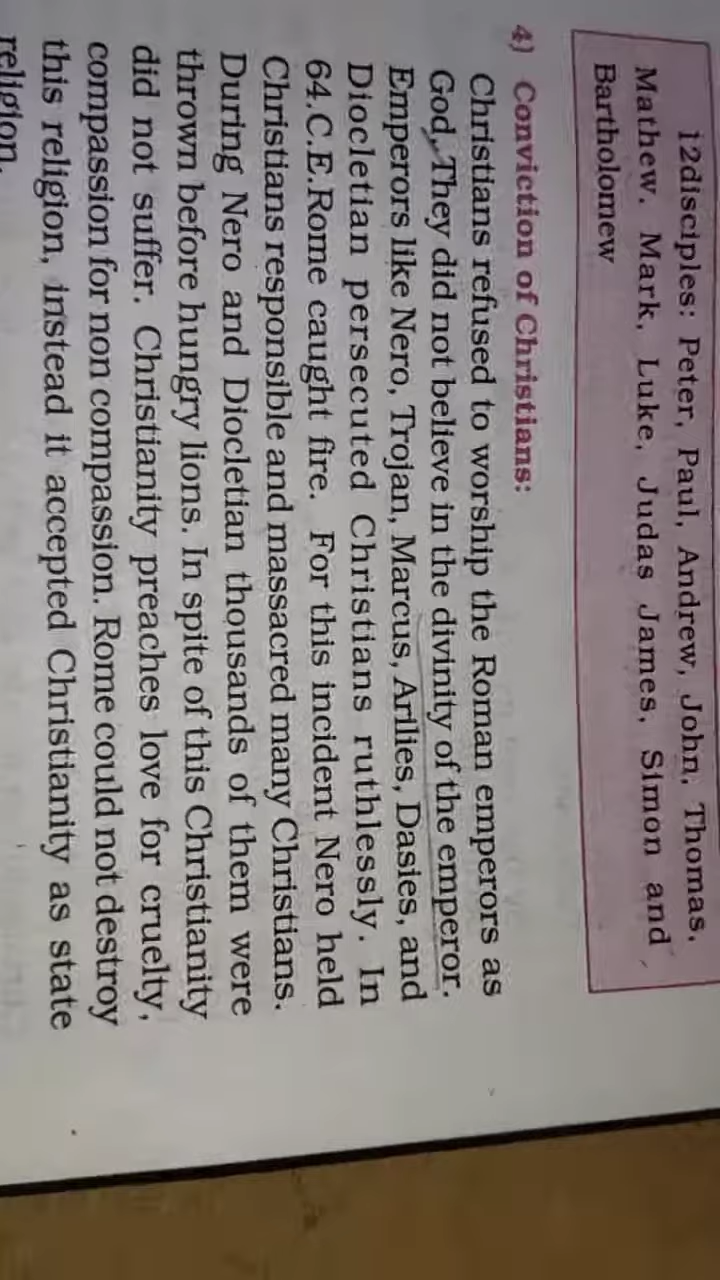 12disciples: Peter, Paul, Andrew, John, Thomas,
Mathew. Mark, Luke, Judas James, Simon and
Bartholomew
4) Conviction of Christians:
Christians refused to worship the Roman emperors as
God, They did not believe in the divinity of the emperor.
Emperors like Nero, Trojan, Marcus, Arilies, Dasies, and
Diocletian persecuted Christians ruthlessly. In
64.C.E.Rome caught fire. For this incident Nero held
Christians responsible and massacred many Christians.
During Nero and Diocletian thousands of them were
thrown before hungry lions. In spite of this Christianity
did not suffer. Christianity preaches love for cruelty,
compassion for non compassion. Rome could not destroy
this religion, instead it accepted Christianity as state
religion.